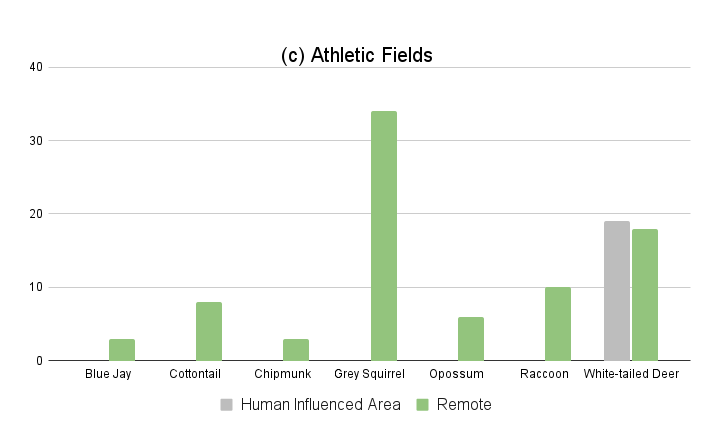 (c) Athletic Fields
40
30
20
10
0
Blue Jay Cottontail Chipmunk Grey Squirrel Opossum Raccoon White-tailed Deer
Human Influenced Area Remote